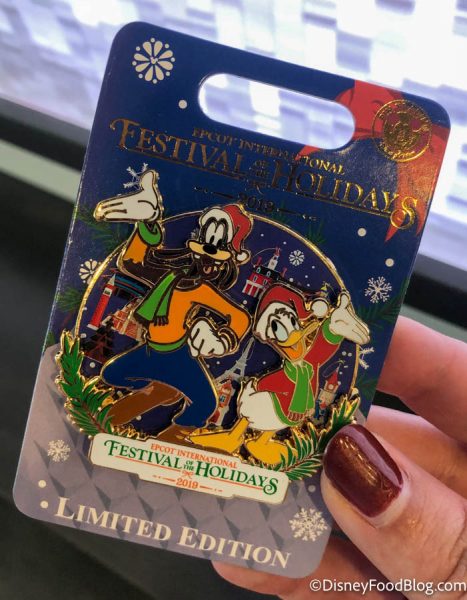 EPCOT INTERNATIONAL
FESTIVAL OF THE HOLIDAYS
2019
EPCOT INTERNATIONAL
FESTIVAL OF THE HOLIDAYS
2019
LIMITED EDITION
©DisneyFoodBlog.com